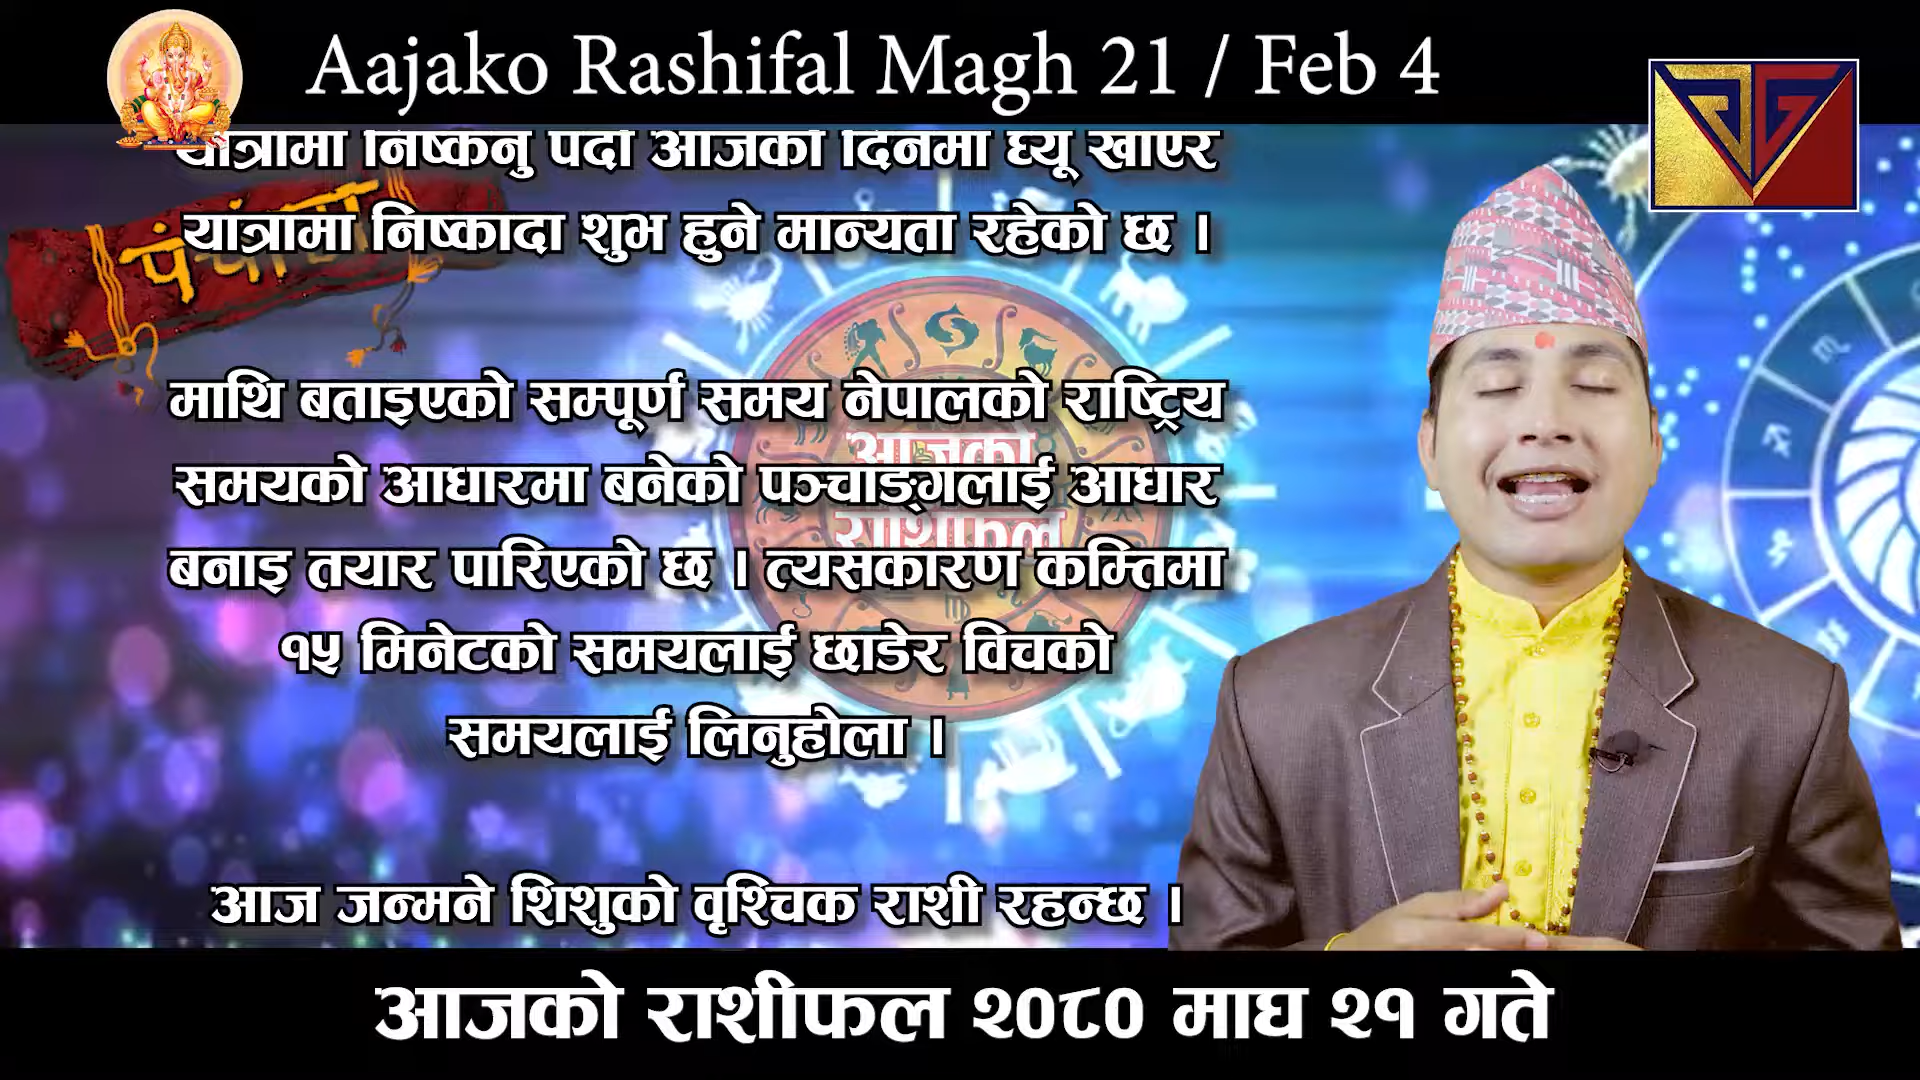 Aajako Rashifal Magh 21 / Feb 4
यात्रामा निष्कनु पर्दा आजको दिनमा घ्यू खाएर
यात्रामा निष्कादा शुभ हुने मान्यता रहेको छ ।
माथि बताइएको सम्पूर्ण समय नेपालको राष्ट्रिय
समयको आधारमा बनेको पञ्चाङ्गलाई आधार
बनाइ तयार पारिएको छ । त्यसकारण कम्तिमा
१५ मिनेटको समयलाई छाडेर विचको
समयलाई लिनुहोला ।
आज जन्मने शिशुको वृश्चिक राशी रहन्छ ।
आजको
राशीफल
आजको राशीफल २०८० माघ २१ गते